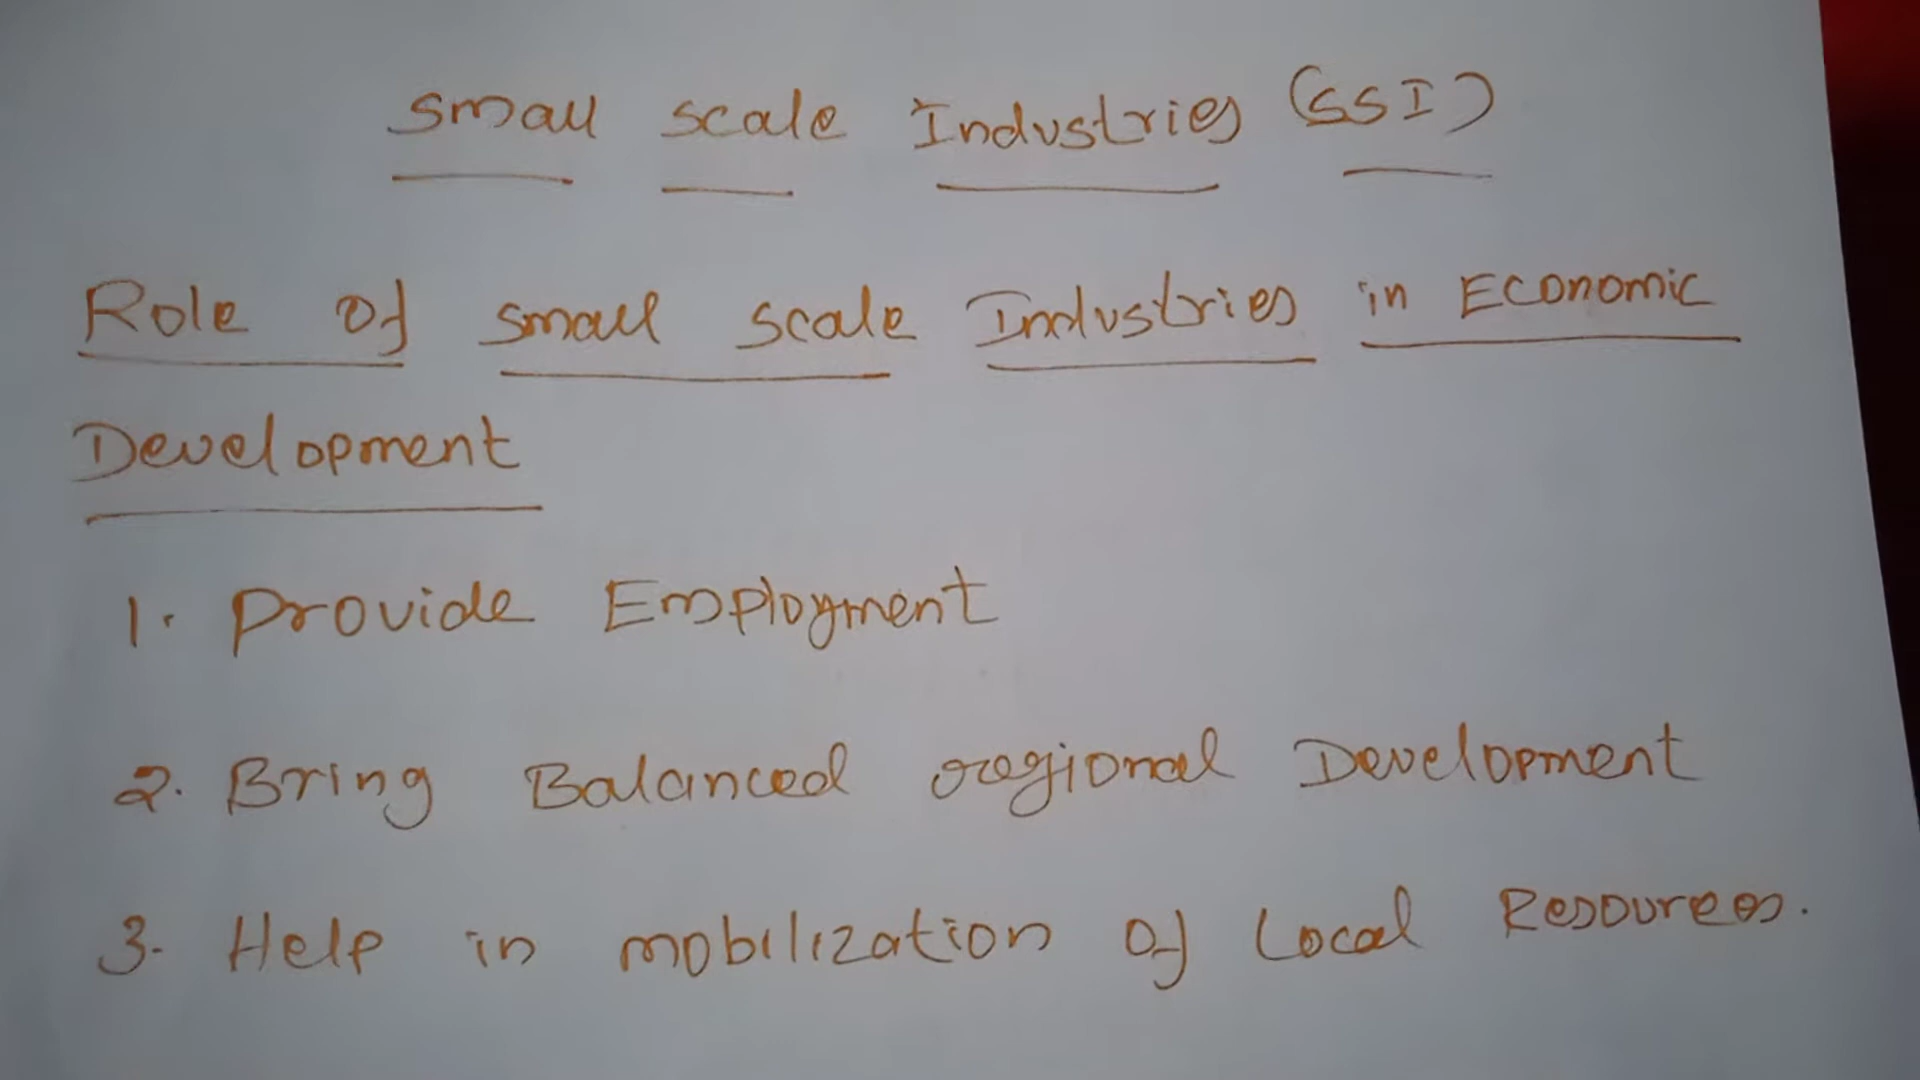 Small scale Industries (SSI)
Role of small scale Industries in Economic
Development
1. Provide Employment
2. Bring Balanced regional Development
3. Help in mobilization of Local Resources.